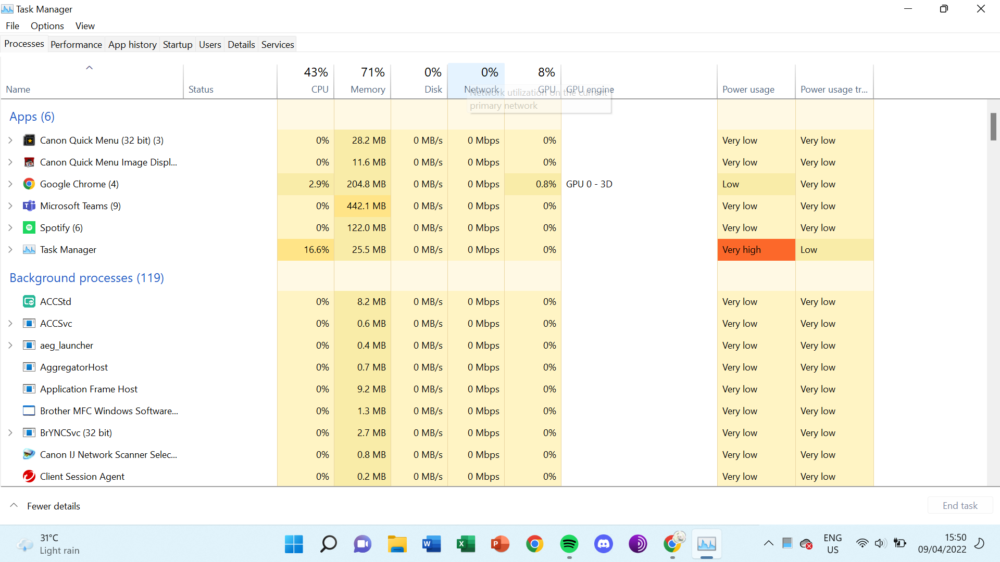 Task Manager
File Options View
Processes Performance App history Startup Users Details Services
43% 71% 0% 0% 8%
Name Status CPU Memory Disk Network GPU GPU engine Power usage Power usage tr...
Network utilization on the current
primary network
Apps (6)
Canon Quick Menu (32 bit) (3) 0% 28.2 MB 0 MB/s 0 Mbps 0% Very low Very low
Canon Quick Menu Image Displ... 0% 11.6 MB 0 MB/s 0 Mbps 0% Very low Very low
Google Chrome (4) 2.9% 204.8 MB 0 MB/s 0 Mbps 0.8% GPU 0 - 3D Low Very low
Microsoft Teams (9) 0% 442.1 MB 0 MB/s 0 Mbps 0% Very low Very low
Spotify (6) 0% 122.0 MB 0 MB/s 0 Mbps 0% Very low Very low
Task Manager 16.6% 25.5 MB 0 MB/s 0 Mbps 0% Very high Low
Background processes (119)
ACCStd 0% 8.2 MB 0 MB/s 0 Mbps 0% Very low Very low
ACCSvc 0% 0.6 MB 0 MB/s 0 Mbps 0% Very low Very low
aeg_launcher 0% 0.4 MB 0 MB/s 0 Mbps 0% Very low Very low
AggregatorHost 0% 0.7 MB 0 MB/s 0 Mbps 0% Very low Very low
Application Frame Host 0% 9.2 MB 0 MB/s 0 Mbps 0% Very low Very low
Brother MFC Windows Software... 0% 1.3 MB 0 MB/s 0 Mbps 0% Very low Very low
BrYNCSvc (32 bit) 0% 2.7 MB 0 MB/s 0 Mbps 0% Very low Very low
Canon IJ Network Scanner Selec... 0% 0.8 MB 0 MB/s 0 Mbps 0% Very low Very low
Client Session Agent 0% 0.2 MB 0 MB/s 0 Mbps 0% Very low Very low
Fewer details End task
31°C
Light rain
ENG
US
15:50
09/04/2022